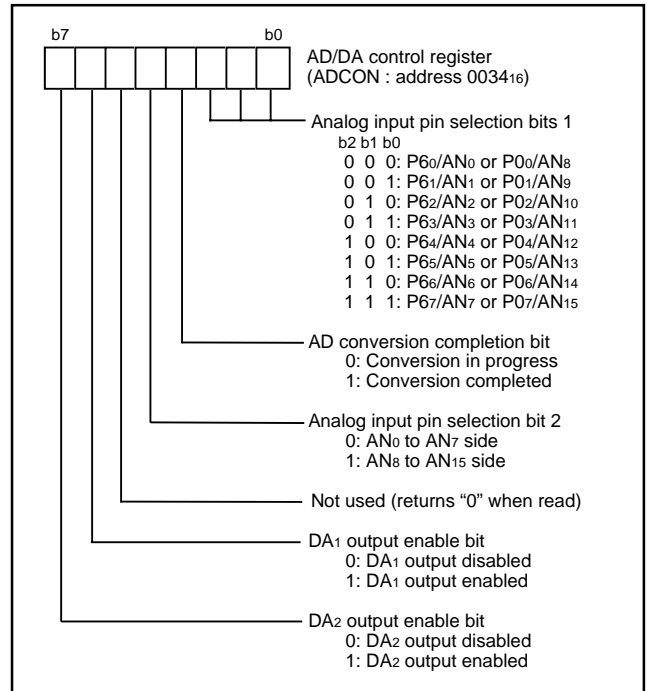 b7 b0
AD/DA control register
(ADCON : address 0034₁₆)
Analog input pin selection bits 1
b2 b1 b0
0 0 0: P6₀/AN₀ or P0₀/AN₈
0 0 1: P6₁/AN₁ or P0₁/AN₉
0 1 0: P6₂/AN₂ or P0₂/AN₁₀
0 1 1: P6₃/AN₃ or P0₃/AN₁₁
1 0 0: P6₄/AN₄ or P0₄/AN₁₂
1 0 1: P6₅/AN₅ or P0₅/AN₁₃
1 1 0: P6₆/AN₆ or P0₆/AN₁₄
1 1 1: P6₇/AN₇ or P0₇/AN₁₅
AD conversion completion bit
0: Conversion in progress
1: Conversion completed
Analog input pin selection bit 2
0: AN₀ to AN₇ side
1: AN₈ to AN₁₅ side
Not used (returns “0” when read)
DA₁ output enable bit
0: DA₁ output disabled
1: DA₁ output enabled
DA₂ output enable bit
0: DA₂ output disabled
1: DA₂ output enabled